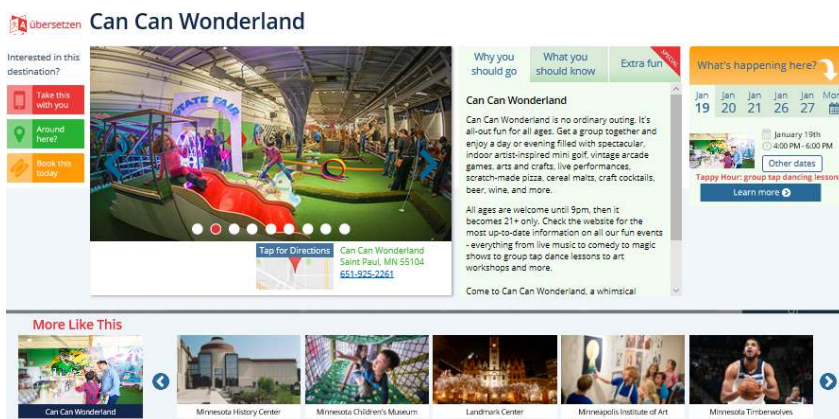 übersetzen
Can Can Wonderland
Interested in this
destination?
Take this
with you
Around
here?
Book this
today
STATE FAIR
Tap for Directions
Can Can Wonderland
Saint Paul, MN 55104
651-925-2261
Why you
should go
What you
should know
Extra fun
SPECIAL
Can Can Wonderland
Can Can Wonderland is no ordinary outing. It's
all-out fun for all ages. Get a group together and
enjoy a day or evening filled with spectacular,
indoor artist-inspired mini golf, vintage arcade
games, arts and crafts, live performances,
scratch-made pizza, cereal malts, craft cocktails,
beer, wine, and more.
All ages are welcome until 9pm, then it
becomes 21+ only. Check the website for the
most up-to-date information on all our fun events
- everything from live music to comedy to magic
shows to group tap dance lessons to art
workshops and more.
Come to Can Can Wonderland, a whimsical
What's happening here?
Jan Jan Jan Jan Jan Mor
19 20 21 26 27
January 19th
4:00 PM - 6:00 PM
Other dates
Tappy Hour: group tap dancing lesson
Learn more
More Like This
Can Can Wonderland
Minnesota History Center
Minnesota Children's Museum
Landmark Center
Minneapolis Institute of Art
Minnesota Timberwolves